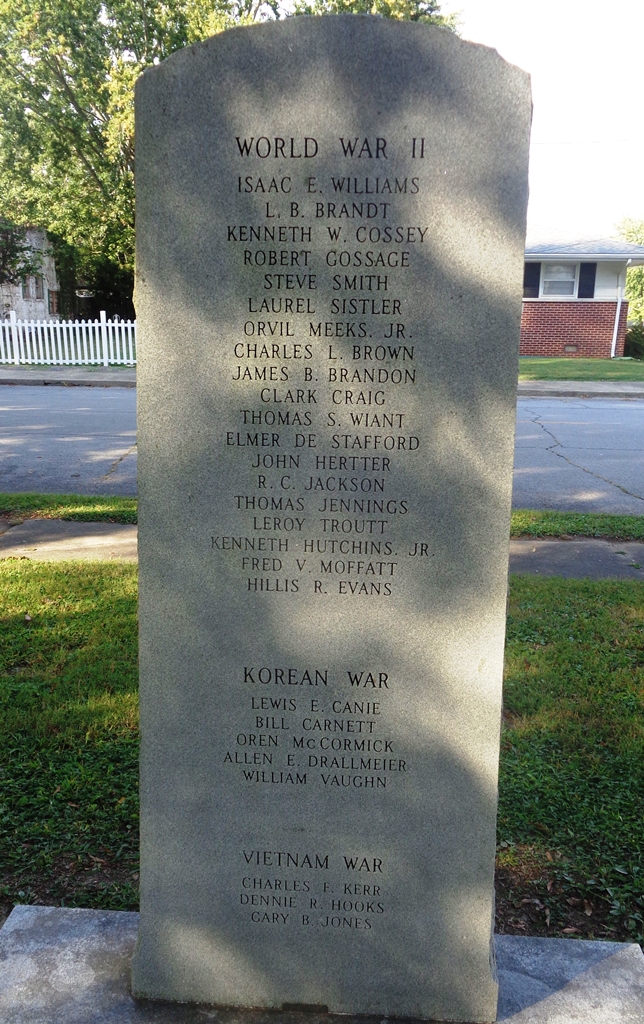 WORLD WAR II
ISAAC E. WILLIAMS
L. B. BRANDT
KENNETH W. COSSEY
ROBERT GOSSAGE
STEVE SMITH
LAUREL SISTLER
ORVIL MEEKS, JR.
CHARLES L. BROWN
JAMES B. BRANDON
CLARK CRAIG
THOMAS S. WIANT
ELMER DE STAFFORD
JOHN HERTTER
R. C. JACKSON
THOMAS JENNINGS
LEROY TROUTT
KENNETH HUTCHINS, JR.
FRED V. MOFFATT
HILLIS R. EVANS
KOREAN WAR
LEWIS E. CANIE
BILL CARNETT
OREN McCORMICK
ALLEN E. DRALLMEIER
WILLIAM VAUGHN
VIETNAM WAR
CHARLES F. KERR
DENNIE R. HOOKS
GARY B. JONES